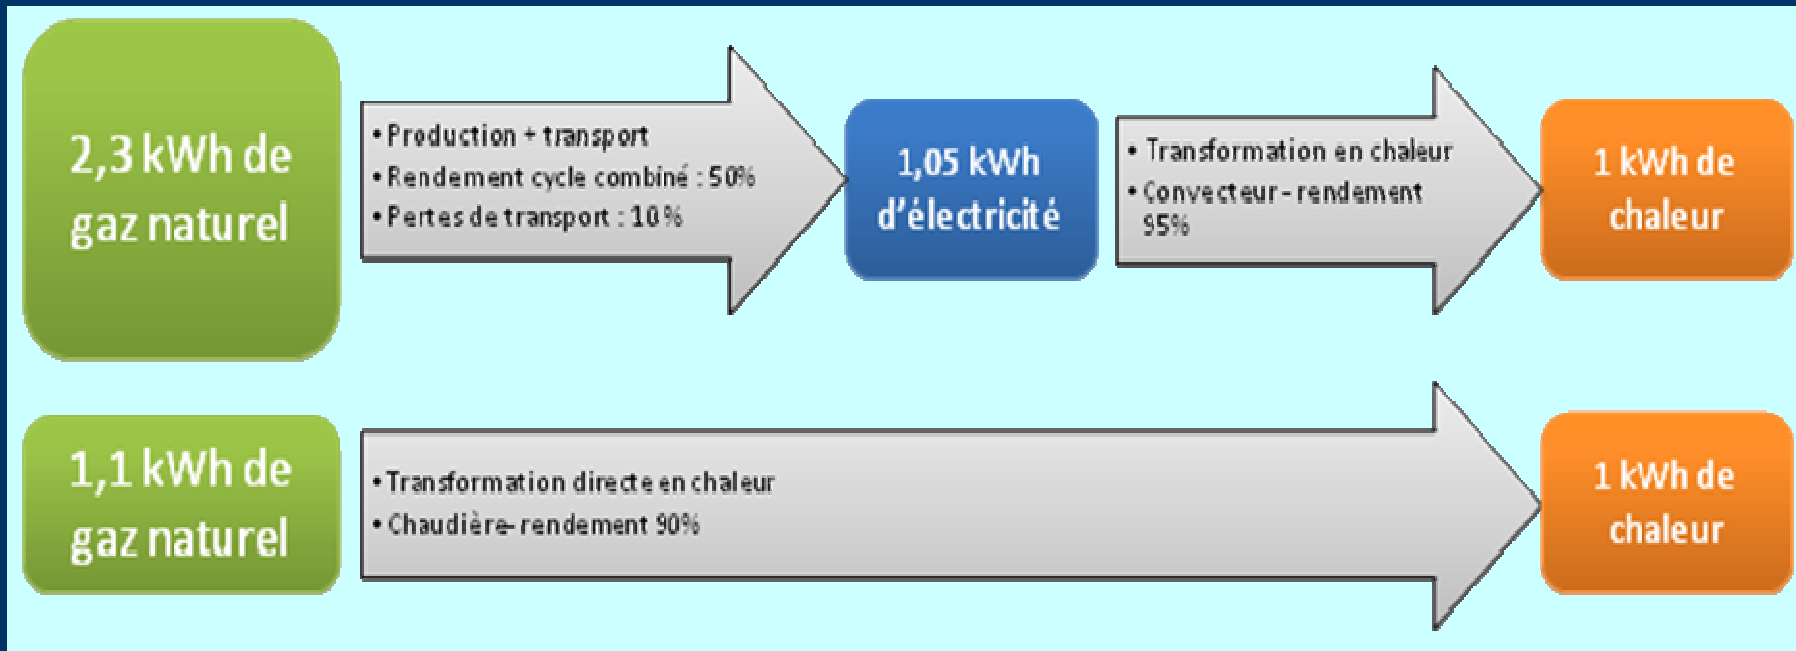 2,3 kWh de
gaz naturel
• Production + transport
• Rendement cycle combiné : 50%
• Pertes de transport : 10%
1,05 kWh
d'électricité
• Transformation en chaleur
• Convecteur - rendement
95%
1 kWh de
chaleur
1,1 kWh de
gaz naturel
• Transformation directe en chaleur
• Chaudière- rendement 90%
1 kWh de
chaleur